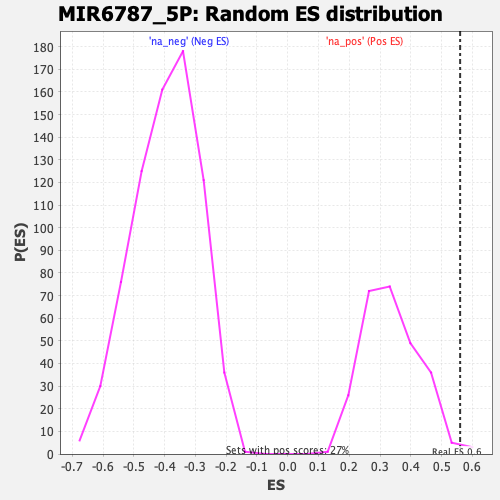 MIR6787_5P: Random ES distribution
'na_neg' (Neg ES)
'na_pos' (Pos ES)
180
170
160
150
140
130
120
110
100
90
80
70
60
50
40
30
20
10
0
P(ES)
Sets with pos scores: 27%
Real ES 0.6
-0.7 -0.6 -0.5 -0.4 -0.3 -0.2 -0.1 0.0 0.1 0.2 0.3 0.4 0.5 0.6
ES